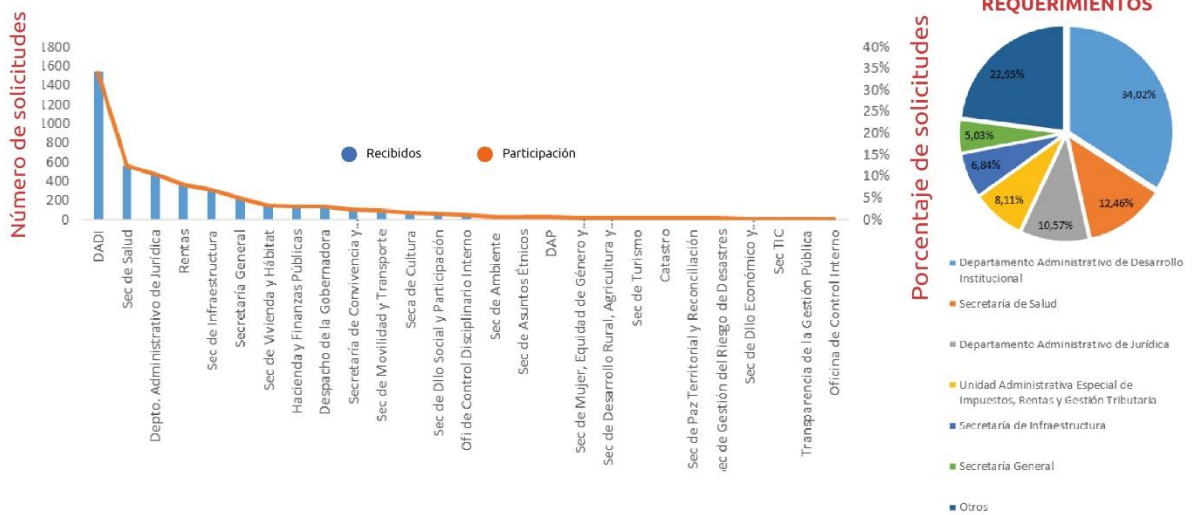 Número de solicitudes
1800
1600
1400
1200
1000
800
600
400
200
0
Recibidos
Participación
40%
35%
30%
25%
20%
15%
10%
5%
0%
DADI
Sec de Salud
Depto. Administrativo de Jurídica
Rentas
Sec de Infraestructura
Secretaría General
Sec de Vivienda y Hábitat
Hacienda y Finanzas Públicas
Despacho de la Gobernadora
Secretaría de Convivencia y...
Sec de Movilidad y Transporte
Seca de Cultura
Sec de Dllo Social y Participación
Ofi de Control Disciplinario Interno
Sec de Ambiente
Sec de Asuntos Étnicos
DAP
Sec de Mujer, Equidad de Género y...
Sec de Desarrollo Rural, Agricultura y...
Sec de Turismo
Catastro
Sec de Paz Territorial y Reconciliación
ec de Gestión del Riesgo de Desastres
Sec de Dllo Económico y...
Sec TIC
Transparencia de la Gestión Pública
Oficina de Control Interno
Porcentaje de solicitudes
REQUERIMIENTOS
22,95%
34,02%
5,03%
6,84%
8,11%
10,57%
12,46%
Departamento Administrativo de Desarrollo
Institucional
Secretaría de Salud
Departamento Administrativo de Jurídica
Unidad Administrativa Especial de
Impuestos, Rentas y Gestión Tributaria
Secretaría de Infraestructura
Secretaría General
Otros